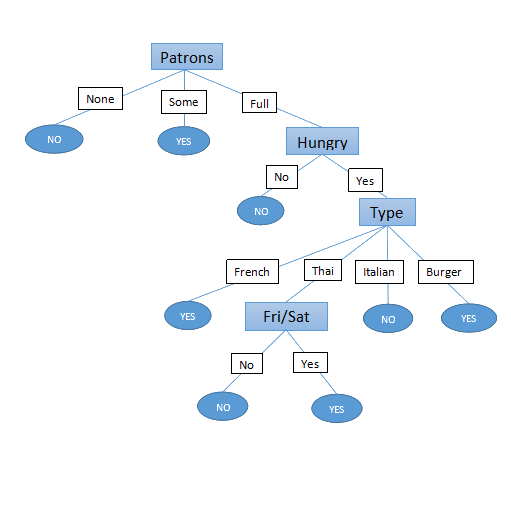 Patrons
None
Some
Full
NO
YES
Hungry
No
Yes
NO
Type
French
Thai
Italian
Burger
YES
Fri/Sat
NO
YES
No
Yes
NO
YES